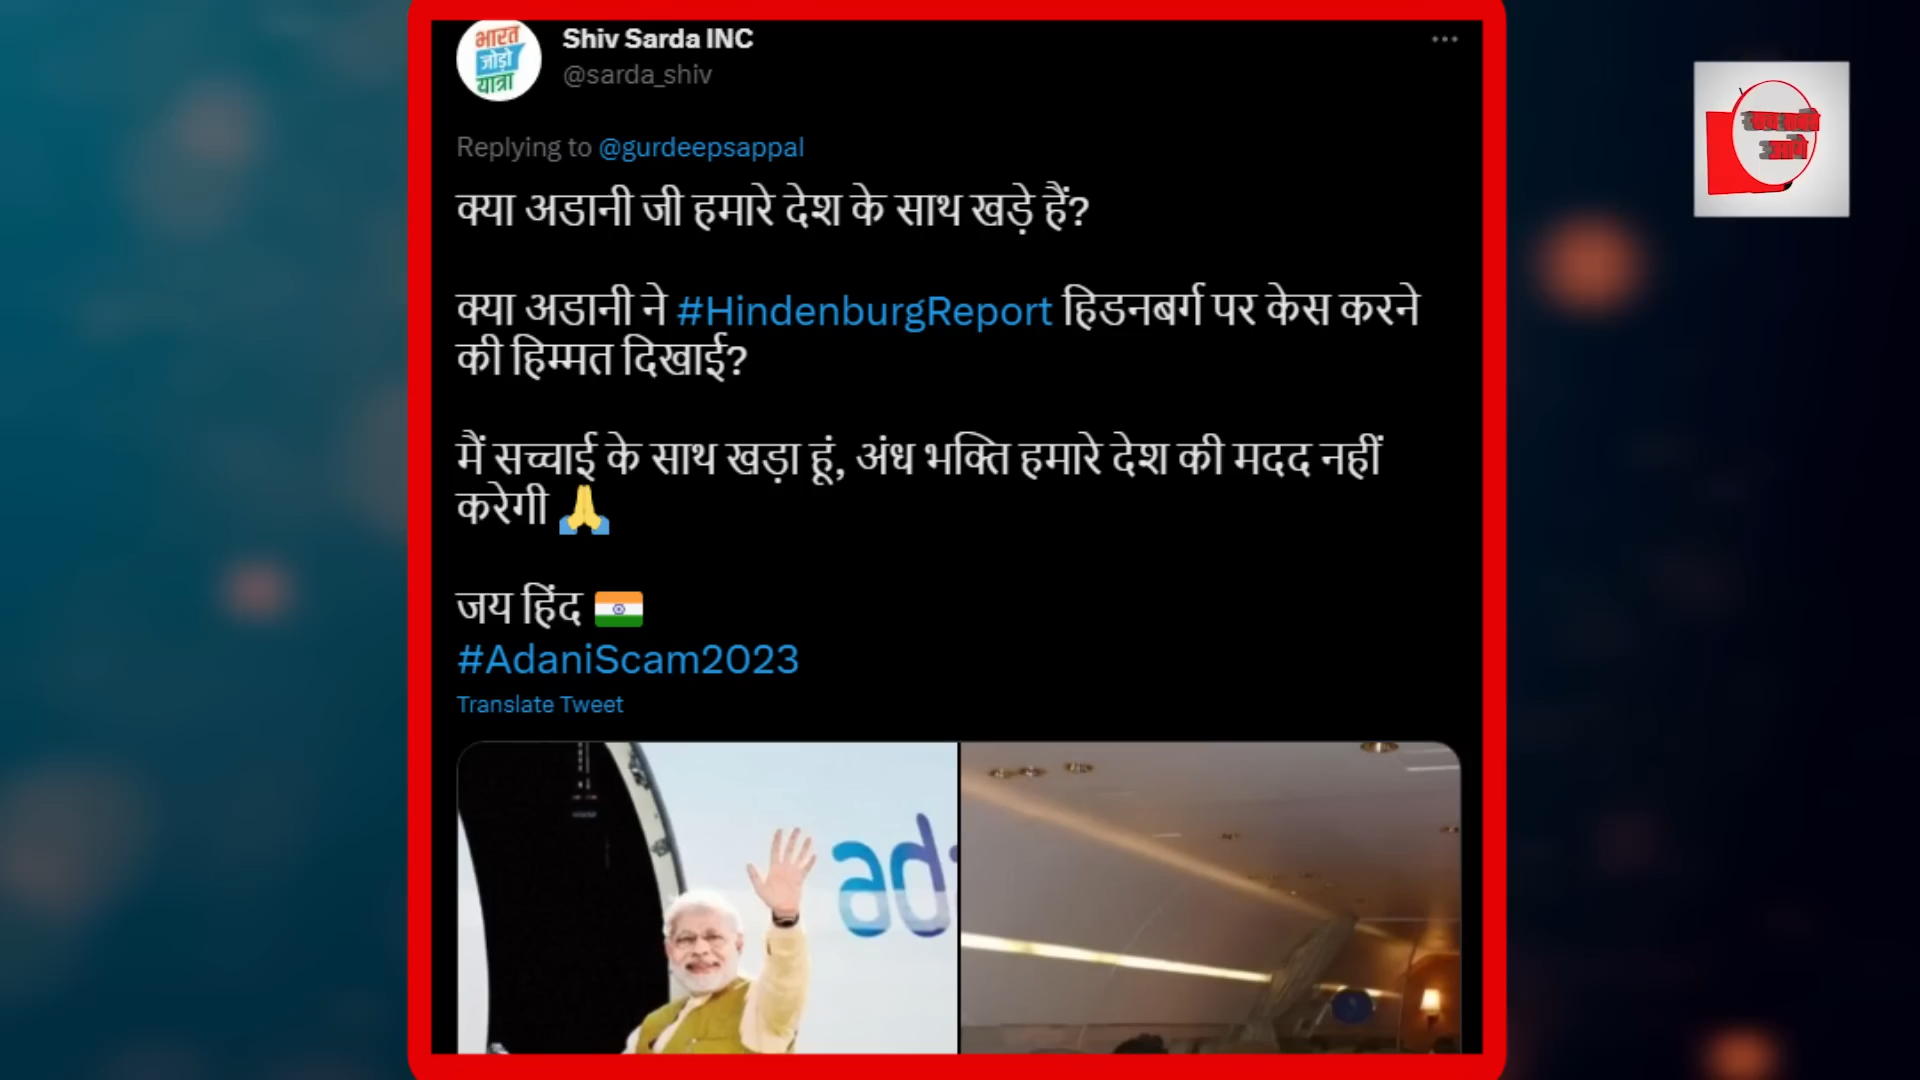 भारत
जोड़ो
यात्रा
Shiv Sarda INC
@sarda_shiv
Replying to @gurdeepsappal
क्या अडानी जी हमारे देश के साथ खड़े हैं?
क्या अडानी ने #HindenburgReport हिडनबर्ग पर केस करने
की हिम्मत दिखाई?
मैं सच्चाई के साथ खड़ा हूं, अंध भक्ति हमारे देश की मदद नहीं
करेगी 🙏
जय हिंद 🇮🇳
#AdaniScam2023
Translate Tweet
ad
आगे